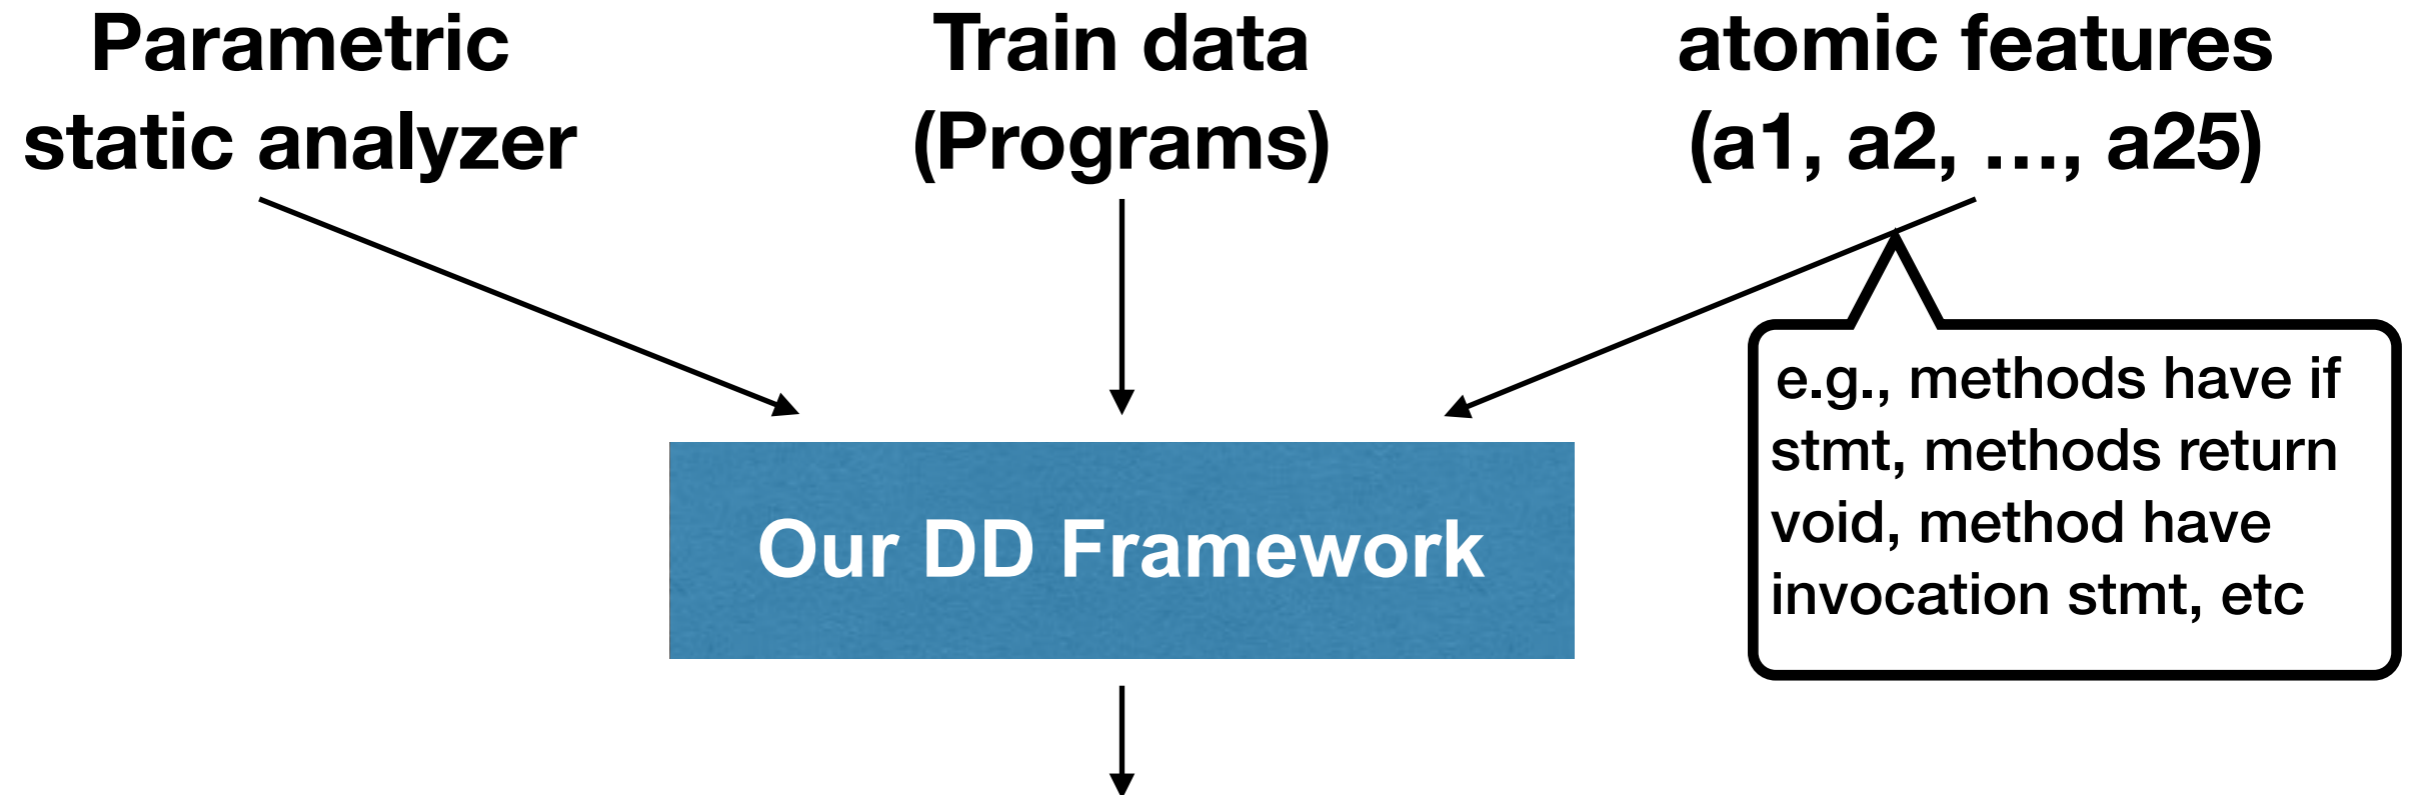 Parametric
static analyzer
Train data
(Programs)
atomic features
(a1, a2, …, a25)
e.g., methods have if
stmt, methods return
void, method have
invocation stmt, etc
Our DD Framework